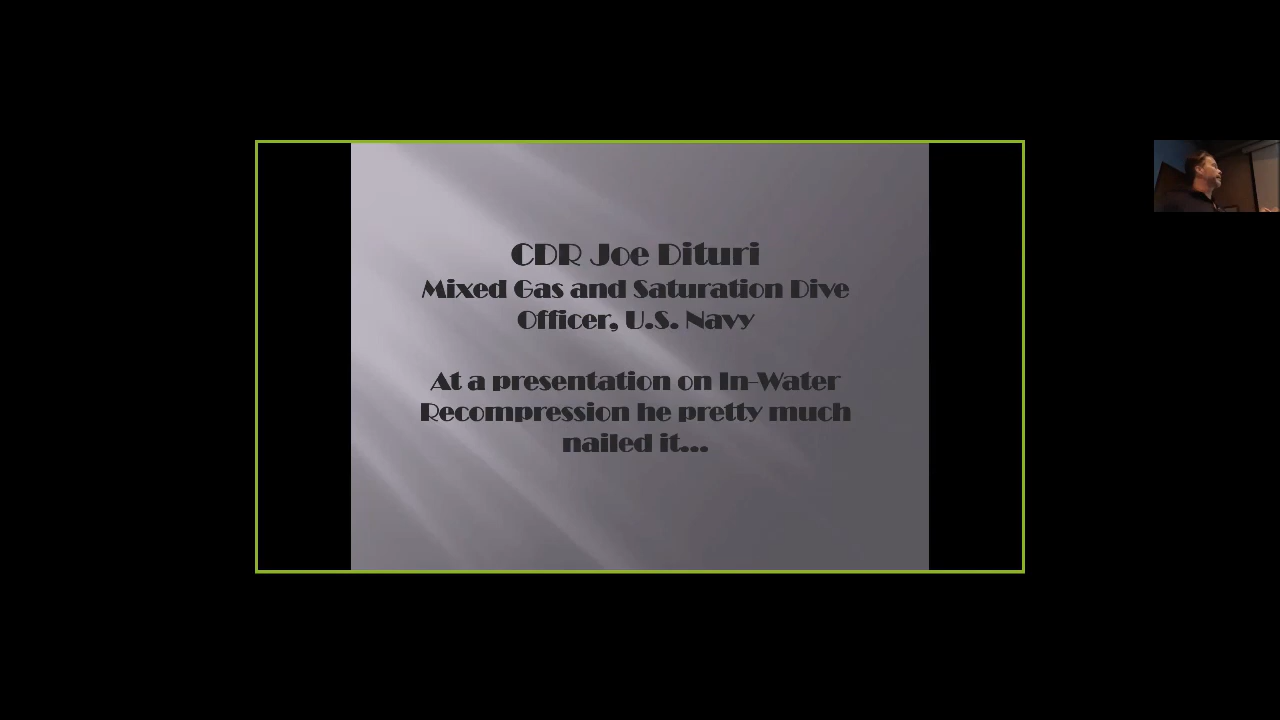 CDR Joe Dituri
Mixed Gas and Saturation Dive
Officer, U.S. Navy
At a presentation on In-Water
Recompression he pretty much
nailed it...